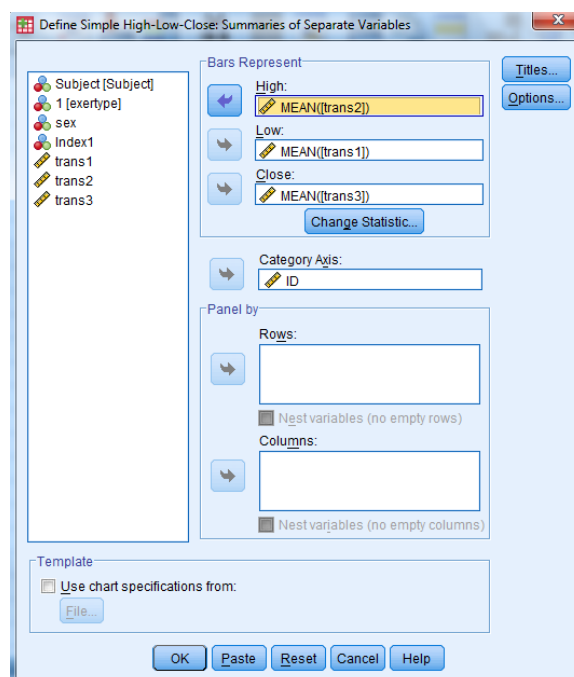 Define Simple High-Low-Close: Summaries of Separate Variables
Subject [Subject]
1 [exertype]
sex
Index1
trans1
trans2
trans3
Bars Represent
High:
MEAN([trans2])
Low:
MEAN([trans1])
Close:
MEAN([trans3])
Change Statistic...
Category Axis:
ID
Panel by
Rows:
Nest variables (no empty rows)
Columns:
Nest variables (no empty columns)
Titles...
Options...
Template
Use chart specifications from:
File...
OK Paste Reset Cancel Help